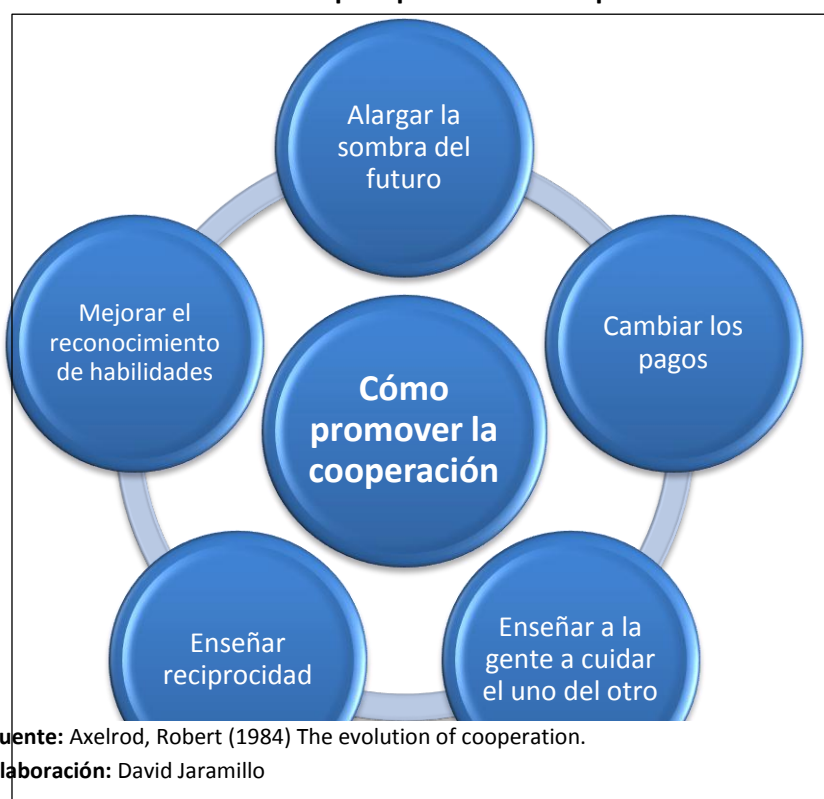 Alargar la
sombra del
futuro
Cambiar los
pagos
Enseñar a la
gente a cuidar
el uno del otro
Enseñar
reciprocidad
Mejorar el
reconocimiento
de habilidades
Cómo
promover la
cooperación
uente: Axelrod, Robert (1984) The evolution of cooperation.
laboración: David Jaramillo